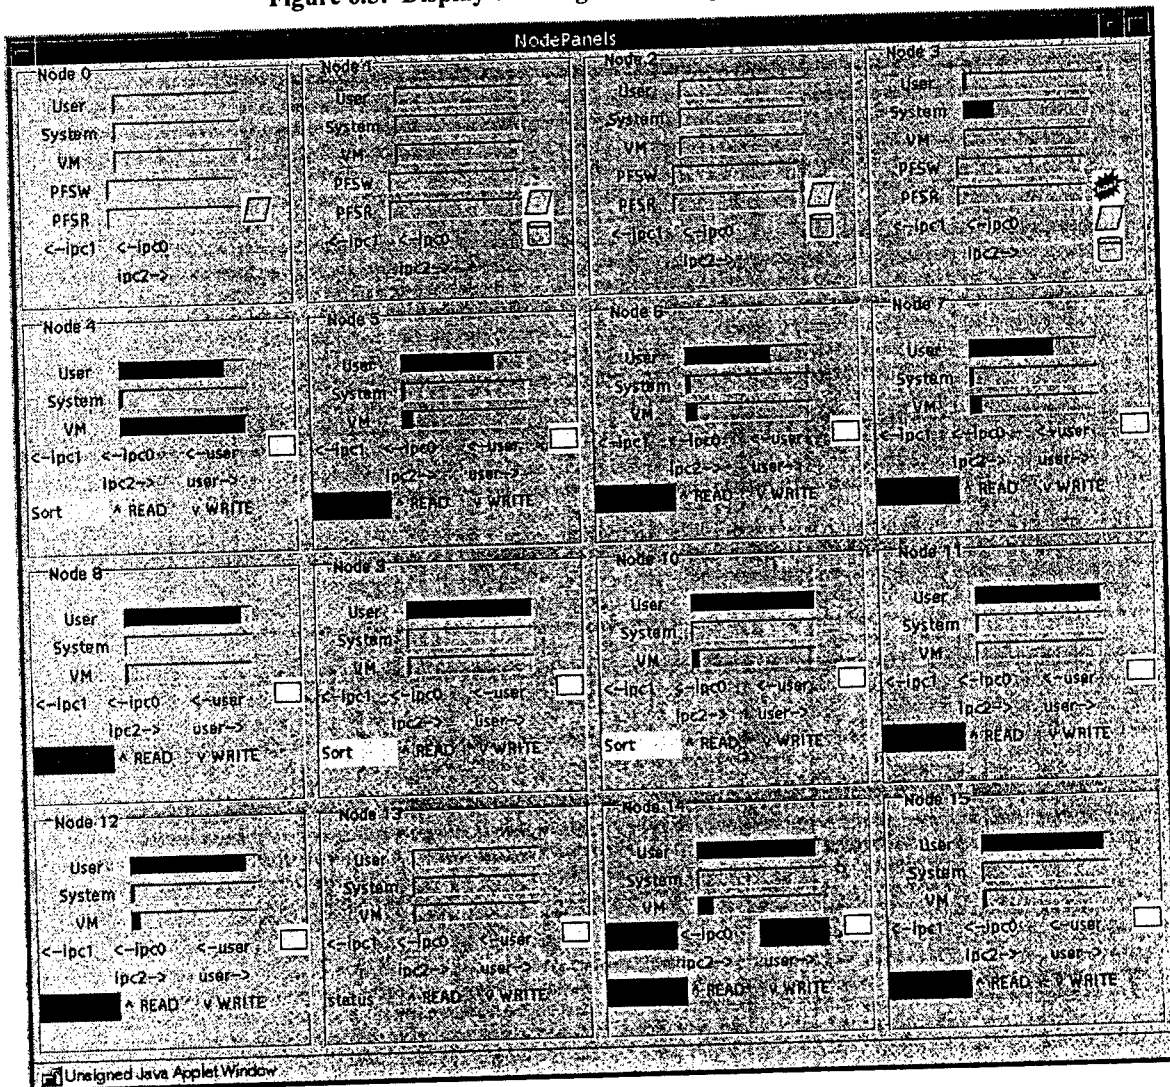 NodePanels
Node 0 Node 1 Node 2 Node 3
User User User User
System System System System
VM VM VM VM
PFSW PFSW PFSW PFSW
PFSR PFSR PFSR PFSR
<-ipc1 <-ipc0 <-ipc1 <-ipc0 <-ipc1 <-ipc0 <-ipc1 <-ipc0
ipc2-> ipc2-> ipc2-> ipc2->
Node 4 Node 5 Node 6 Node 7
User User User User
System System System System
VM VM VM VM
<-ipc1 <-ipc0 <-user <-ipc1 <-ipc0 <-user <-ipc1 <-ipc0 <-user <-ipc1 <-ipc0 <-user
ipc2-> user-> ipc2-> user-> ipc2-> user-> ipc2-> user->
Sort ^ READ v WRITE ^ READ v WRITE ^ READ v WRITE ^ READ v WRITE
Node 8 Node 9 Node 10 Node 11
User User User User
System System System System
VM VM VM VM
<-ipc1 <-ipc0 <-user <-ipc1 <-ipc0 <-user <-ipc1 <-ipc0 <-user <-ipc1 <-ipc0 <-user
ipc2-> user-> ipc2-> user-> ipc2-> user-> ipc2-> user->
^ READ v WRITE Sort ^ READ v WRITE Sort ^ READ v WRITE ^ READ v WRITE
Node 12 Node 13 Node 14 Node 15
User User User User
System System System System
VM VM VM VM
<-ipc1 <-ipc0 <-user <-ipc1 <-ipc0 <-user <-ipc0 <-ipc1 <-ipc0 <-user
ipc2-> user-> ipc2-> user-> ipc2-> user-> ipc2-> user->
^ READ v WRITE status ^ READ v WRITE ^ READ v WRITE ^ READ v WRITE
Unsigned Java Applet Window